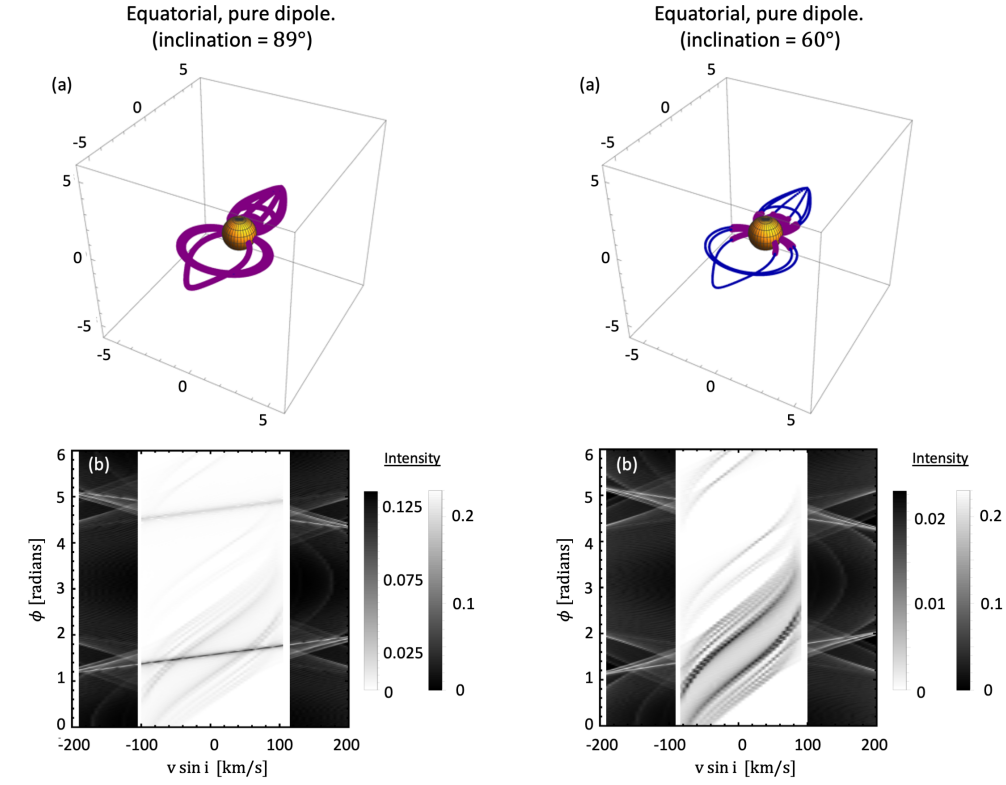 Equatorial, pure dipole.
(inclination = 89°)
(a)
5
0
-5
5
0
-5
-5
0
5
(b)
Intensity
6
5
4
3
2
1
0
ϕ [radians]
-200 -100 0 100 200
v sin i [km/s]
0.125
0.075
0.025
0
0.2
0.1
0
Equatorial, pure dipole.
(inclination = 60°)
(a)
5
0
-5
5
0
-5
-5
0
5
(b)
Intensity
6
5
4
3
2
1
0
ϕ [radians]
-200 -100 0 100 200
v sin i [km/s]
0.02
0.01
0
0.2
0.1
0